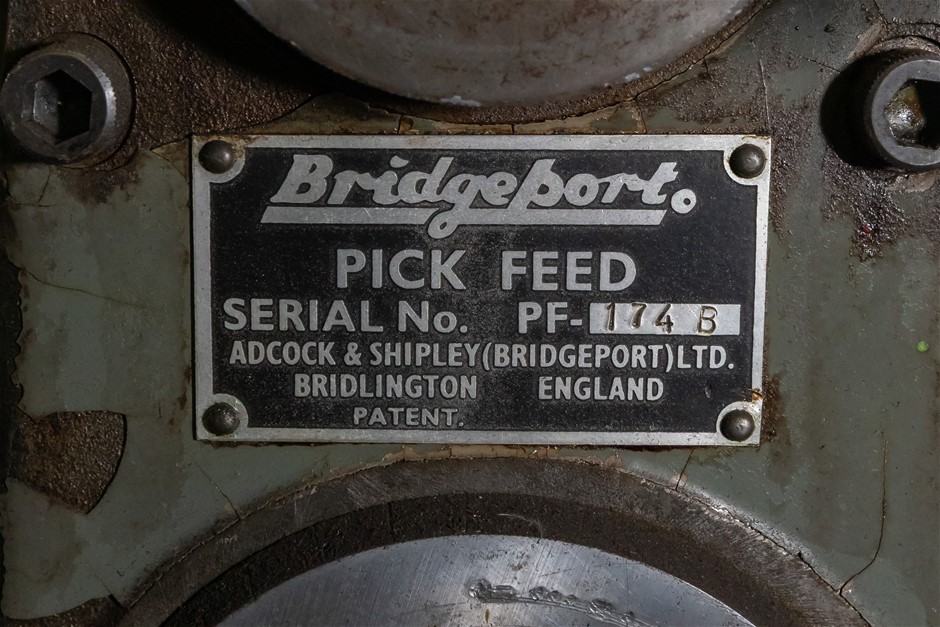 Bridgeport.
PICK FEED
SERIAL No. PF-174 B
ADCOCK & SHIPLEY (BRIDGEPORT) LTD.
BRIDLINGTON ENGLAND
PATENT.